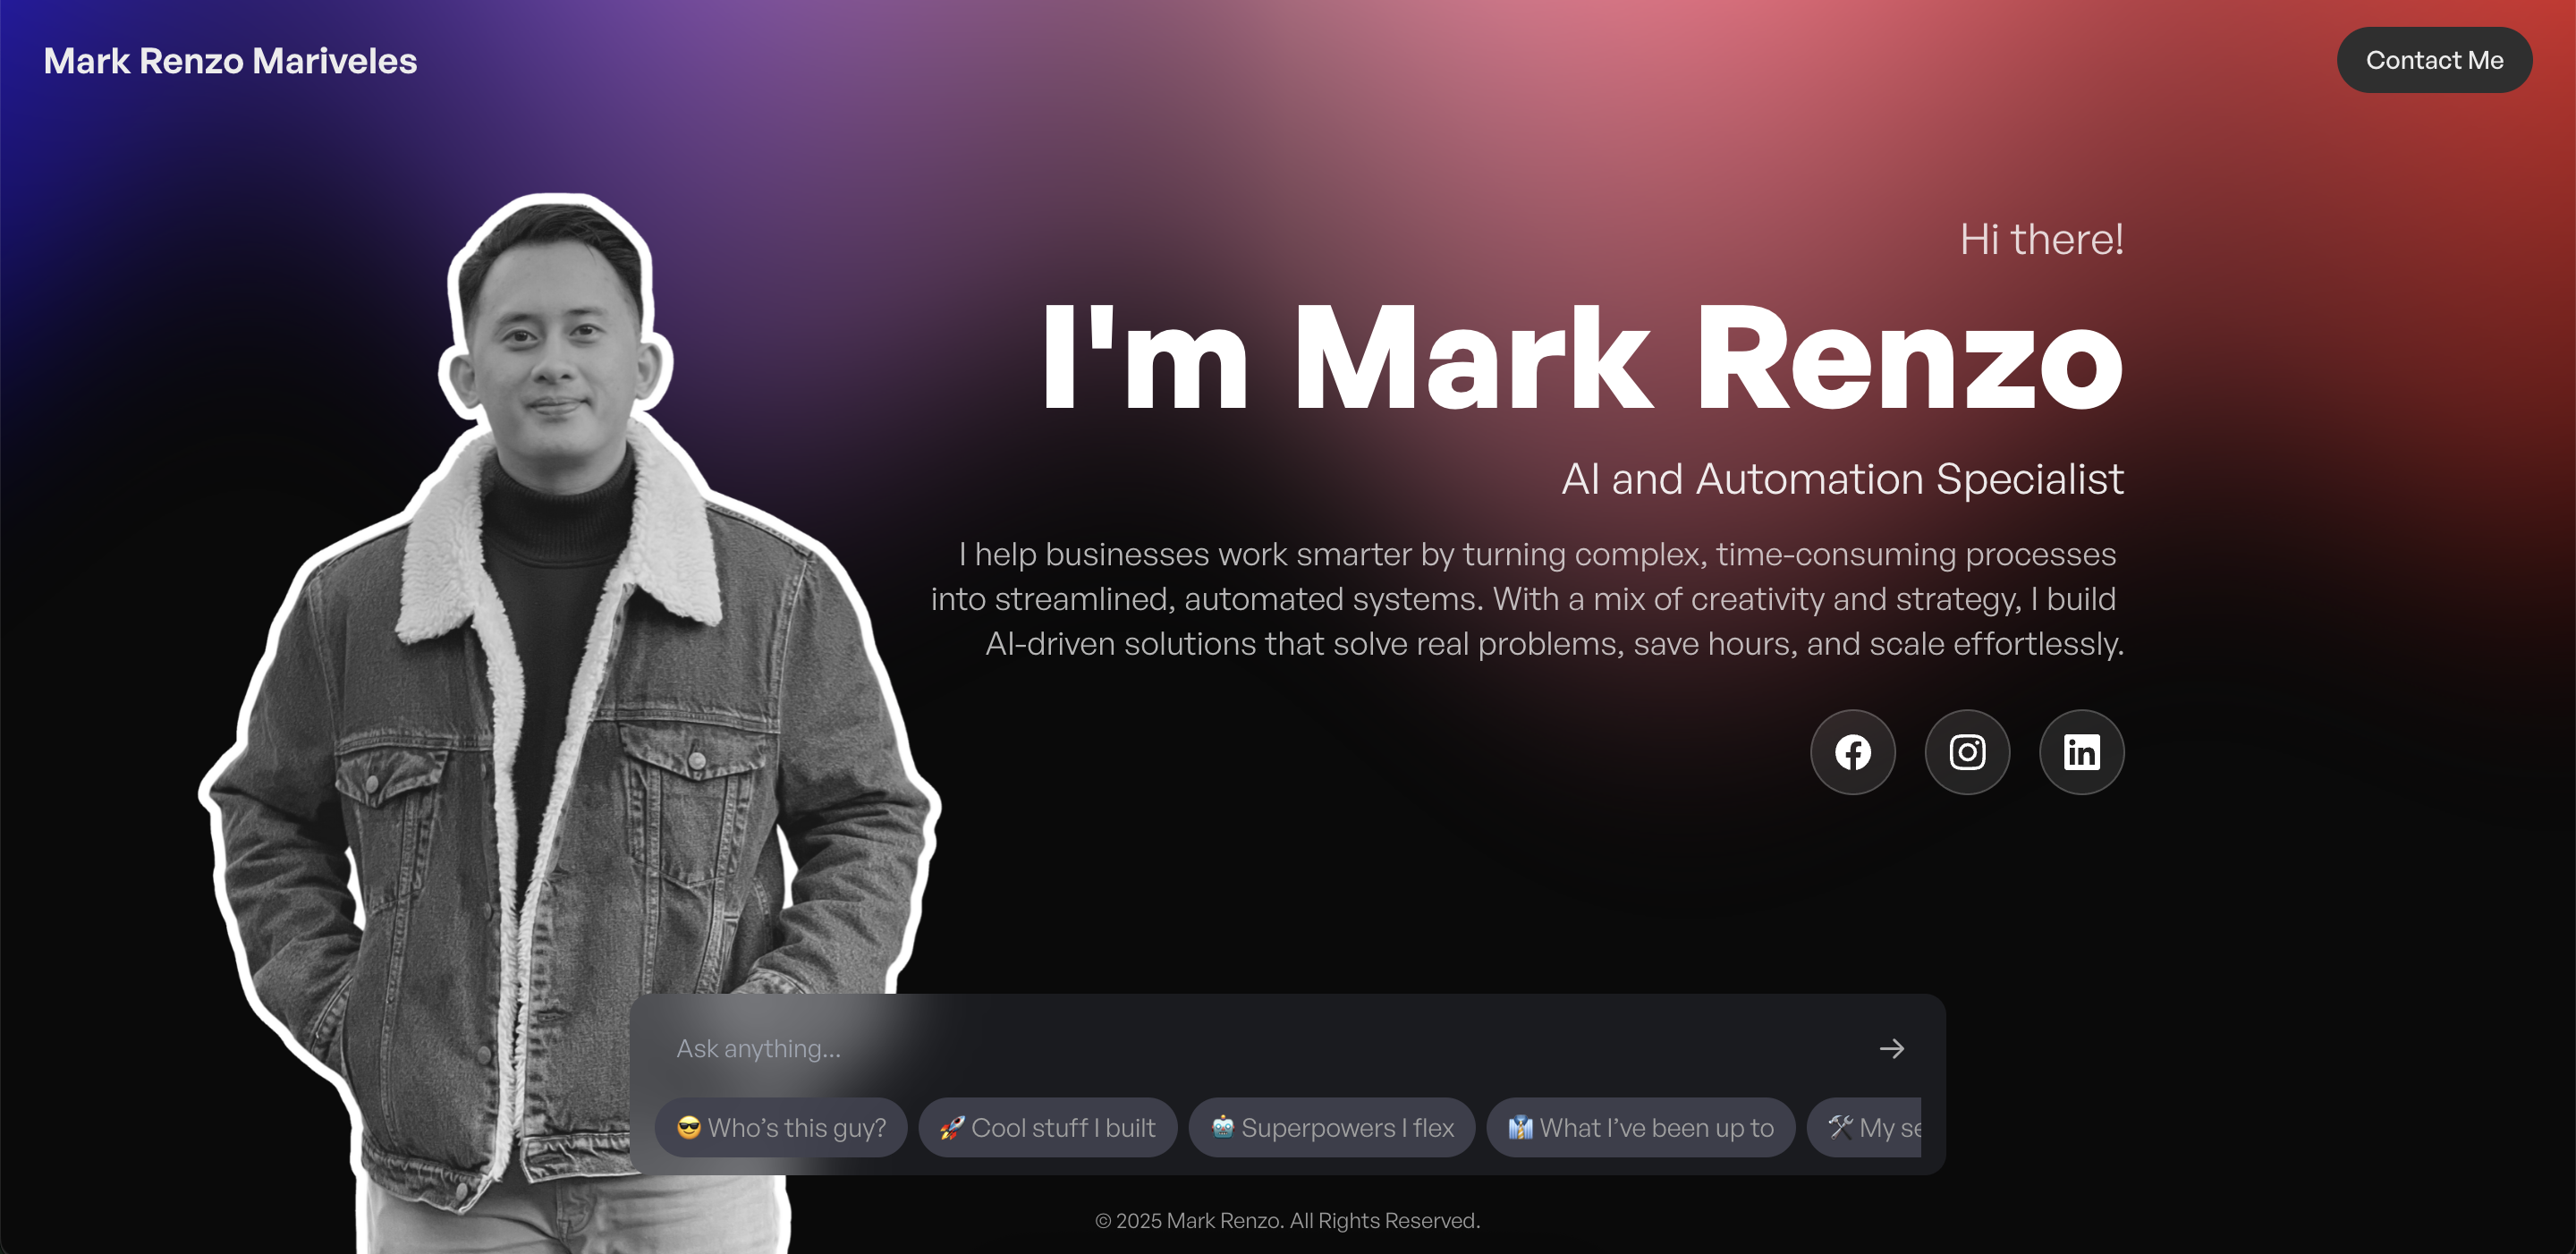 Mark Renzo Mariveles
Contact Me
Hi there!
I'm Mark Renzo
AI and Automation Specialist
I help businesses work smarter by turning complex, time-consuming processes
into streamlined, automated systems. With a mix of creativity and strategy, I build
AI-driven solutions that solve real problems, save hours, and scale effortlessly.
Ask anything...
😎 Who’s this guy?
🚀 Cool stuff I built
🤖 Superpowers I flex
👔 What I’ve been up to
🛠️ My se
© 2025 Mark Renzo. All Rights Reserved.